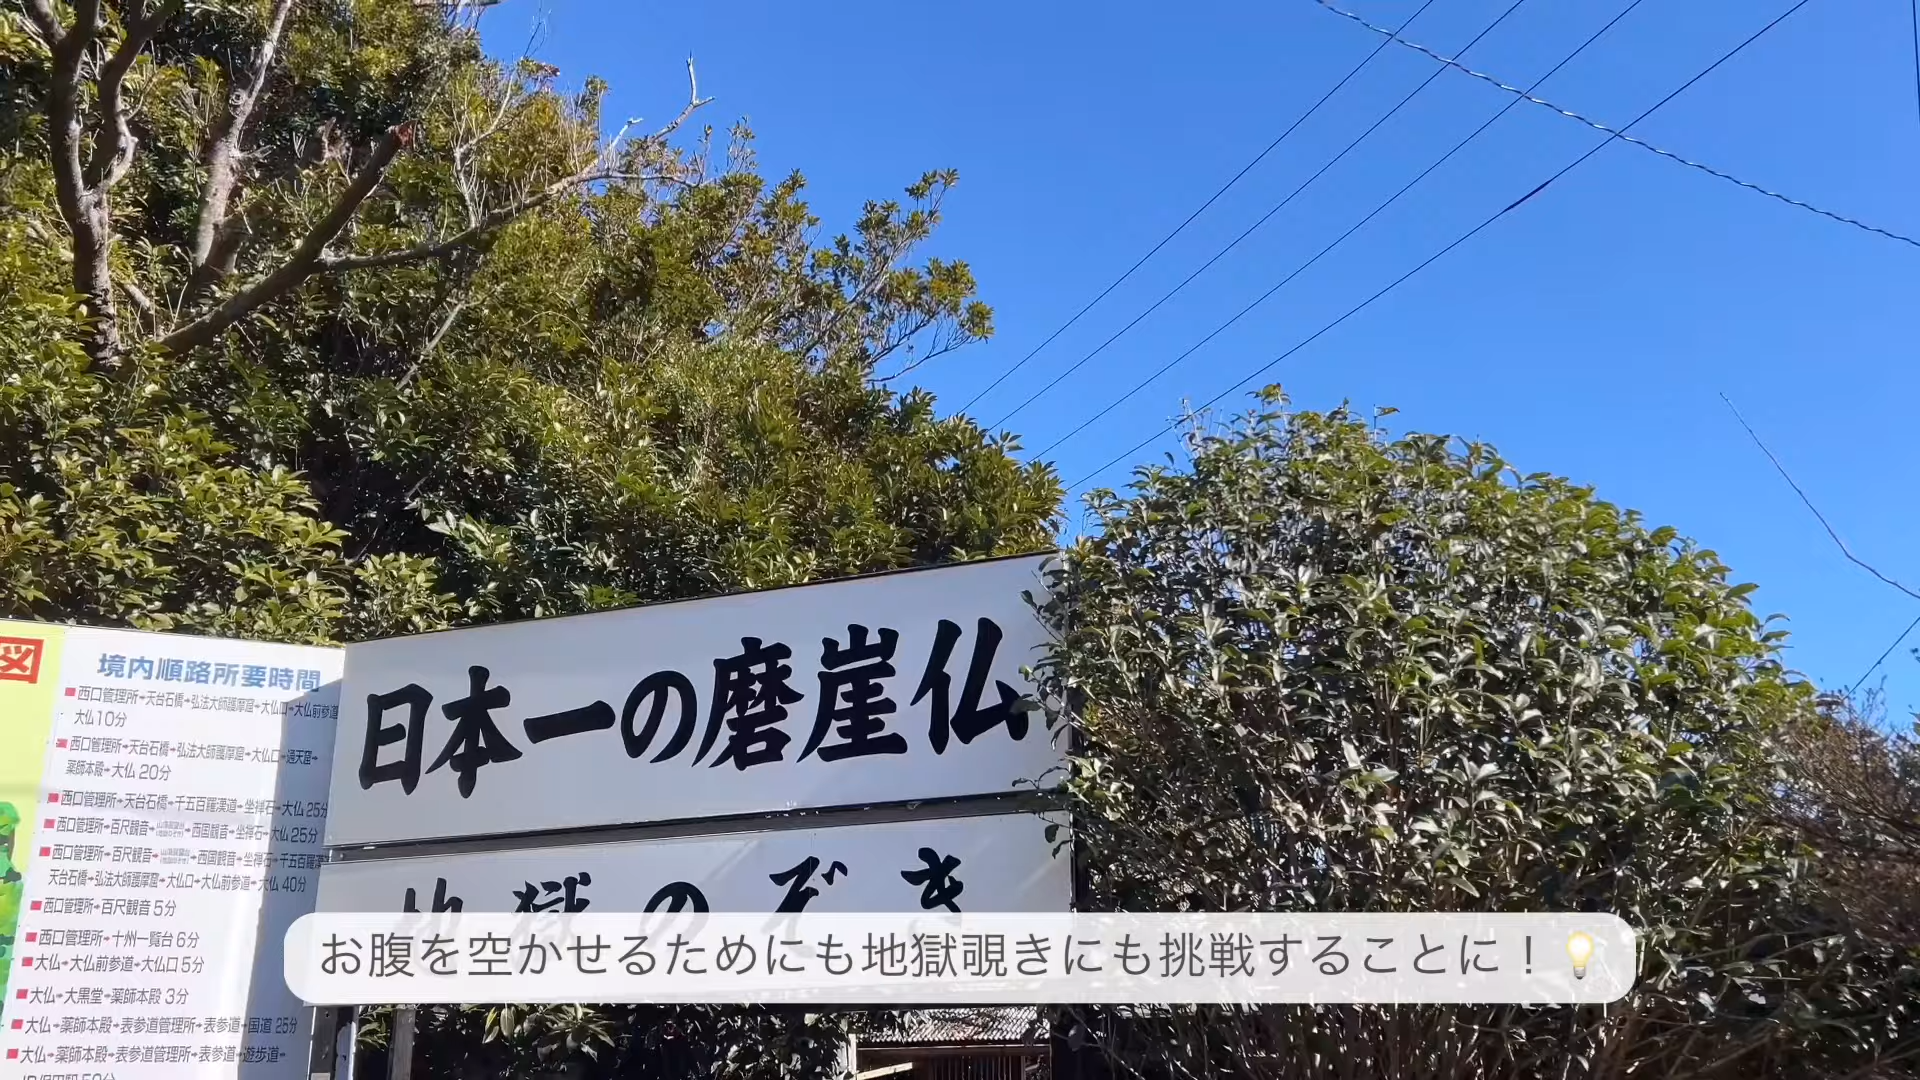 図
境内順路所要時間
■西口管理所→天台石橋→弘法大師護摩窟→大仏口→大仏前参道
大仏10分
■西口管理所→天台石橋→弘法大師護摩窟→大仏口→通天窟→
薬師本殿→大仏 20分
■西口管理所→天台石橋→千五百羅漢道→坐禅石→大仏 25分
■西口管理所→百尺観音→西国観音→坐禅石→大仏 25分
■西口管理所→百尺観音→西国観音→坐禅石→千五百羅漢
天台石橋→弘法大師護摩窟→大仏口→大仏前参道→大仏 40分
■西口管理所→百尺観音 5分
■西口管理所→十州一覧台 6分
■大仏→大仏前参道→大仏口 5分
■大仏→大黒堂→薬師本殿 3分
■大仏→薬師本殿→表参道管理所→表参道→国道 25分
■大仏→薬師本殿→表参道管理所→表参道→遊歩道→
日本一の磨崖仏
地獄のぞき
お腹を空かせるためにも地獄覗きにも挑戦することに！💡